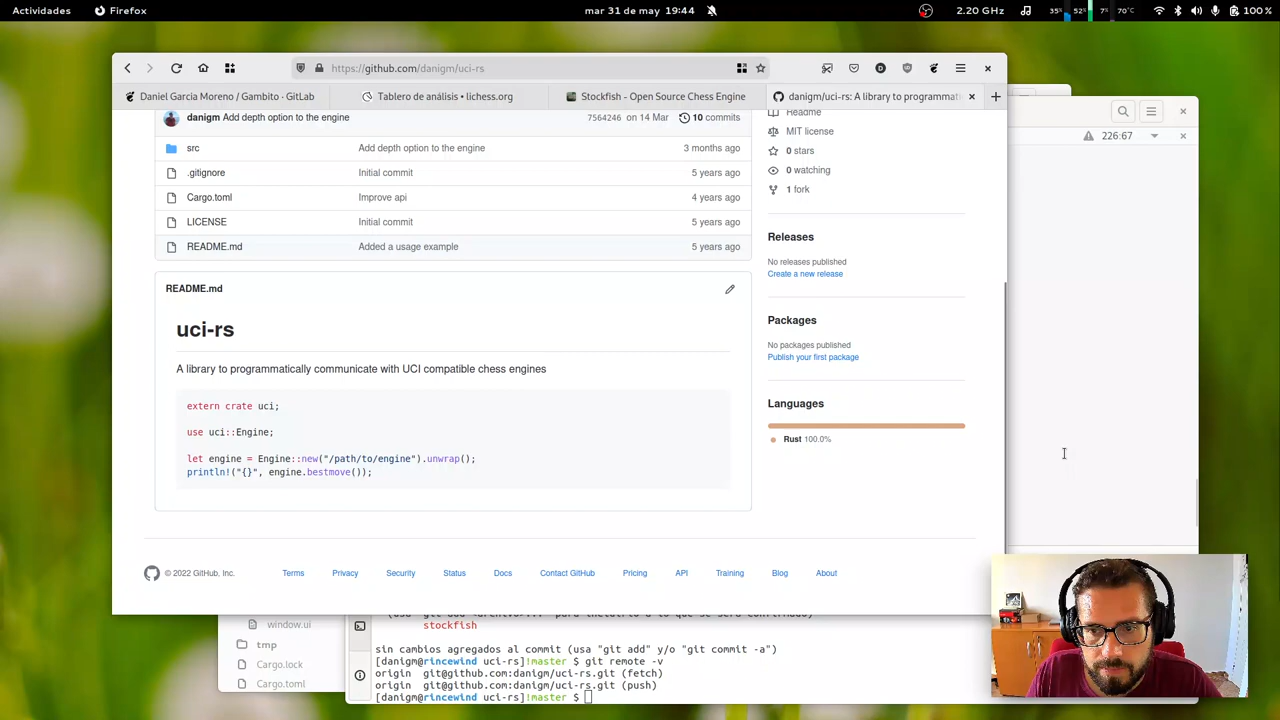 Actividades
Firefox
mar 31 de may 19:44
2.20 GHz
35%
52%
7%
70°C
100 %
https://github.com/danigm/uci-rs
Daniel Garcia Moreno / Gambito · GitLab
Tablero de análisis • lichess.org
Stockfish - Open Source Chess Engine
danigm/uci-rs: A library to programmati
226:67
danigm Add depth option to the engine
7564246 on 14 Mar
10 commits
src
Add depth option to the engine
3 months ago
.gitignore
Initial commit
5 years ago
Cargo.toml
Improve api
4 years ago
LICENSE
Initial commit
5 years ago
README.md
Added a usage example
5 years ago
Readme
MIT license
0 stars
0 watching
1 fork
Releases
No releases published
Create a new release
Packages
No packages published
Publish your first package
Languages
Rust 100.0%
README.md
uci-rs
A library to programmatically communicate with UCI compatible chess engines
extern crate uci;
use uci::Engine;
let engine = Engine::new("/path/to/engine").unwrap();
println!("{}", engine.bestmove());
© 2022 GitHub, Inc.
Terms
Privacy
Security
Status
Docs
Contact GitHub
Pricing
API
Training
Blog
About
window.ui
tmp
Cargo.lock
Cargo.toml
stockfish
sin cambios agregados al commit (usa "git add" y/o "git commit -a")
[danigm@rincewind uci-rs]!master $ git remote -v
origin git@github.com:danigm/uci-rs.git (fetch)
origin git@github.com:danigm/uci-rs.git (push)
[danigm@rincewind uci-rs]!master $